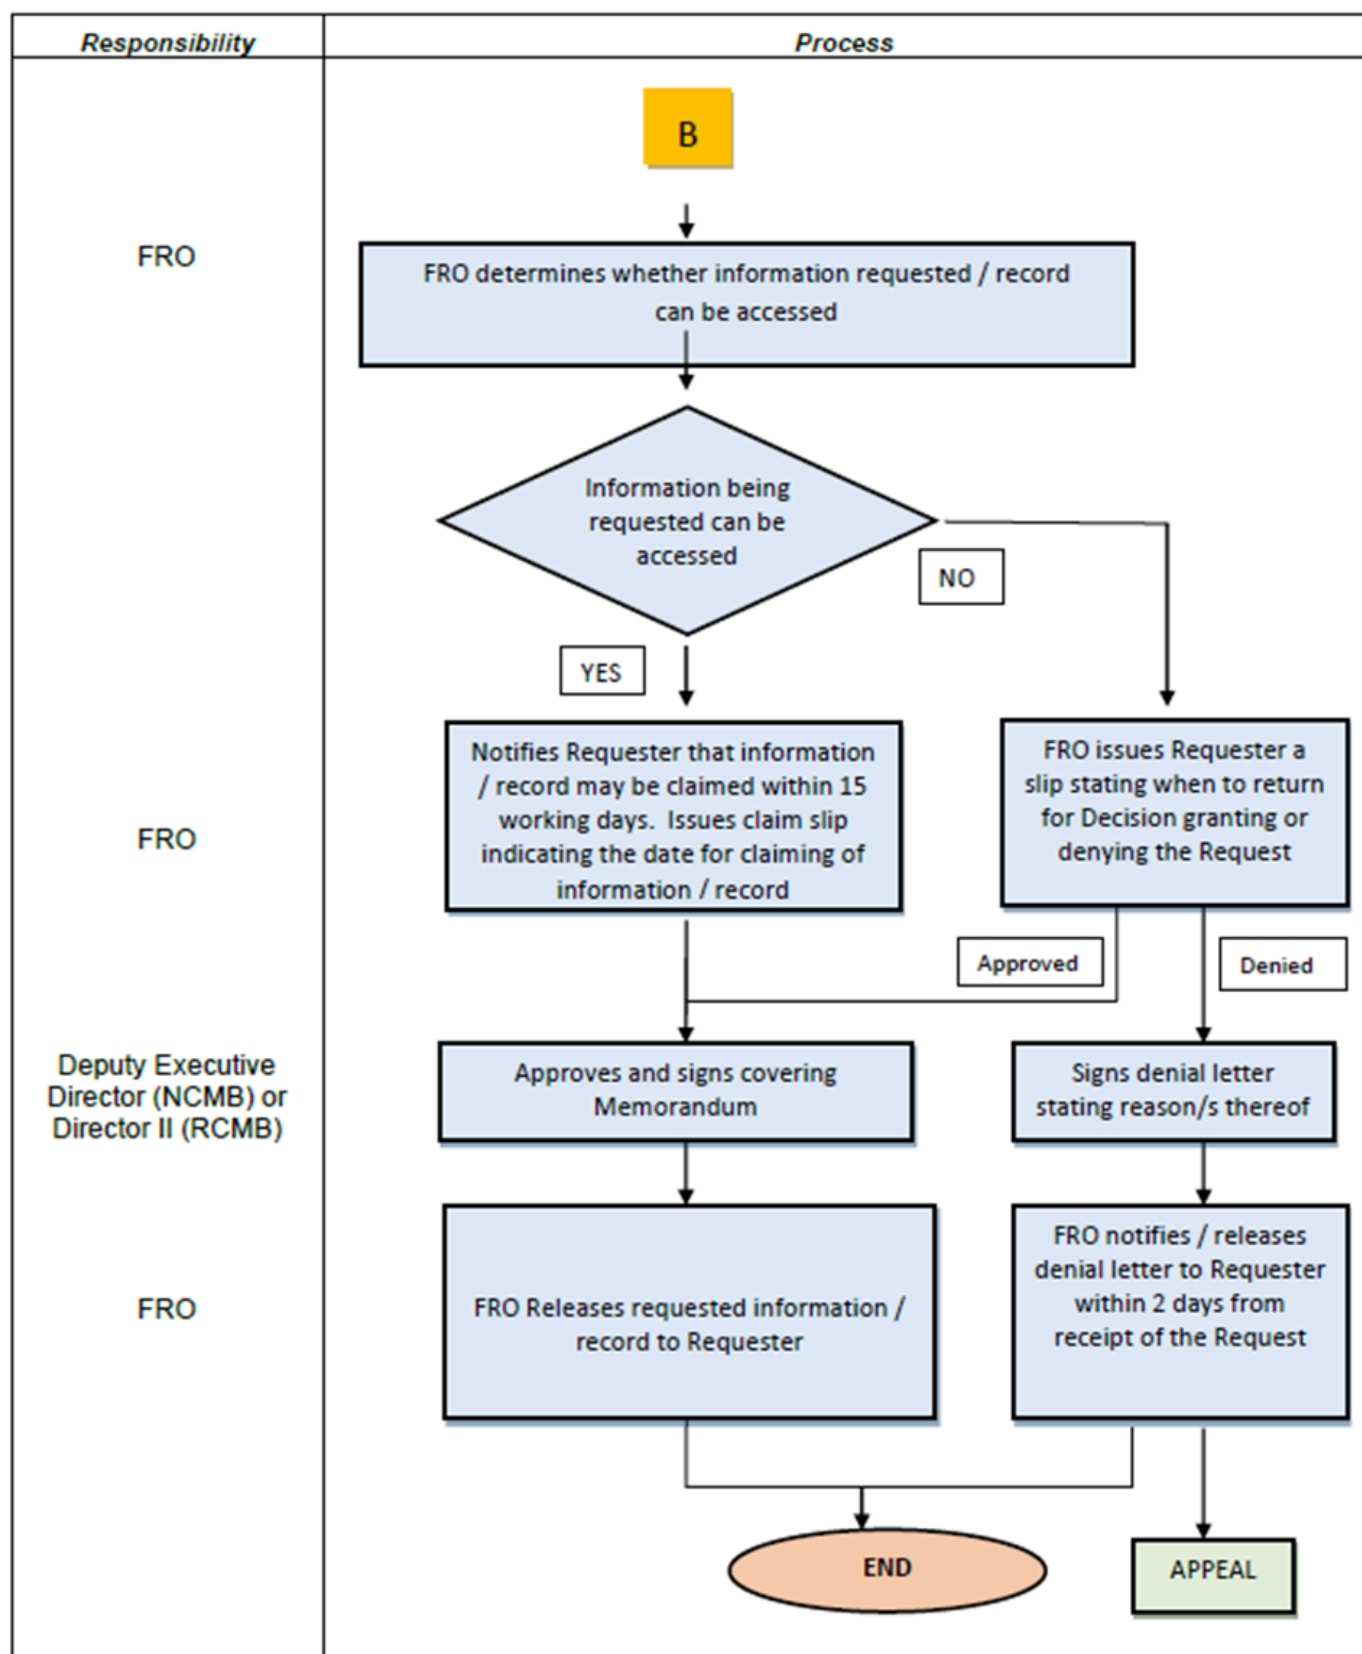 Responsibility
Process
B
FRO
FRO determines whether information requested / record
can be accessed
Information being
requested can be
accessed
NO
YES
FRO
Notifies Requester that information
/ record may be claimed within 15
working days.  Issues claim slip
indicating the date for claiming of
information / record
FRO issues Requester a
slip stating when to return
for Decision granting or
denying the Request
Approved
Denied
Deputy Executive
Director (NCMB) or
Director II (RCMB)
Approves and signs covering
Memorandum
Signs denial letter
stating reason/s thereof
FRO
FRO Releases requested information /
record to Requester
FRO notifies / releases
denial letter to Requester
within 2 days from
receipt of the Request
END
APPEAL